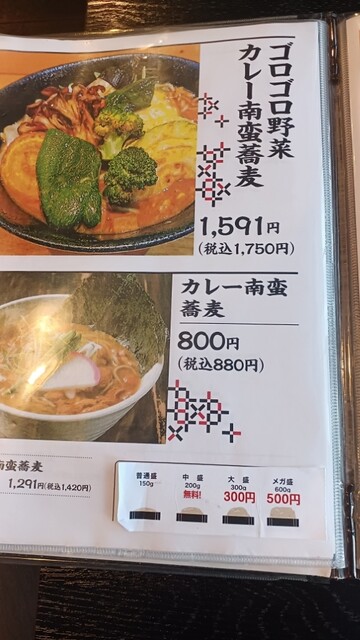 ゴロゴロ野菜
カレー南蛮蕎麦
1,591円
(税込1,750円)
カレー南蛮
蕎麦
800円
(税込880円)
南蛮蕎麦
1,291円(税込1,420円)
普通盛
150g
中盛
200g
無料!
大盛
300g
300円
メガ盛
600g
500円